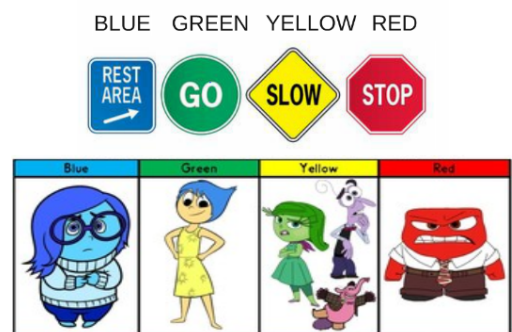 BLUE GREEN YELLOW RED
REST
AREA
GO
SLOW
STOP
Blue Green Yellow Red